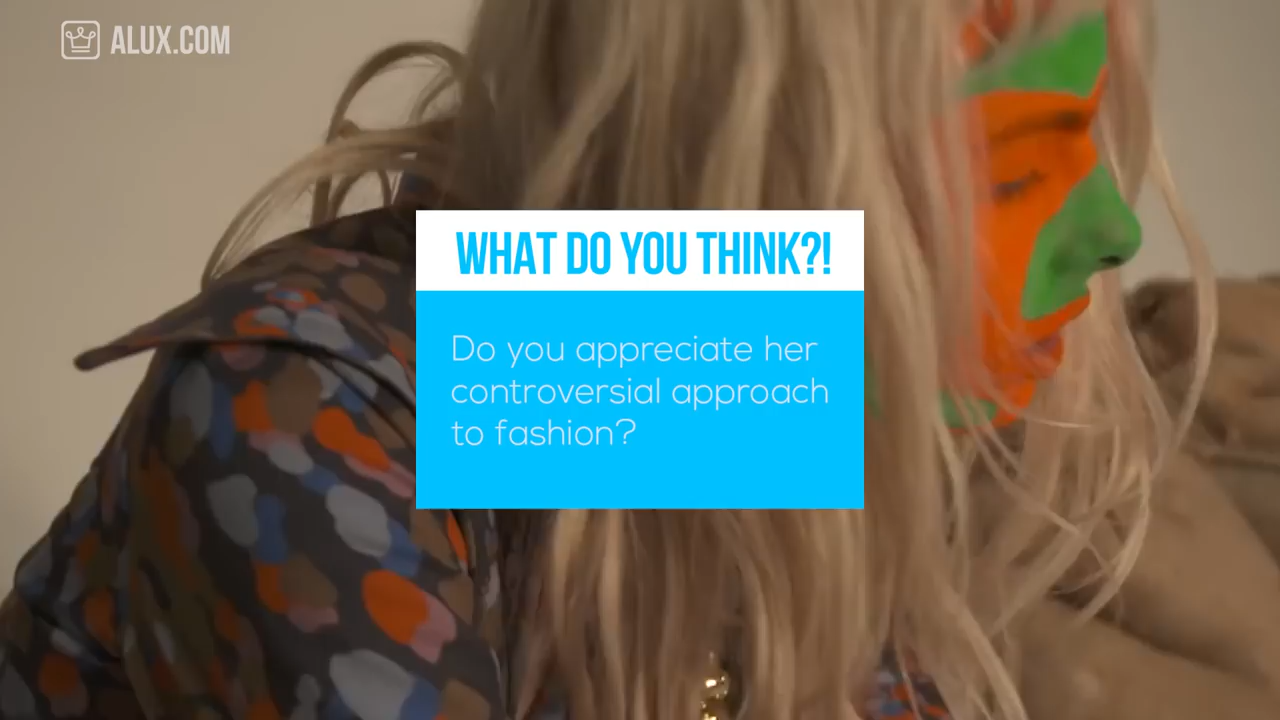 ALUX.COM
WHAT DO YOU THINK?!
Do you appreciate her
controversial approach
to fashion?